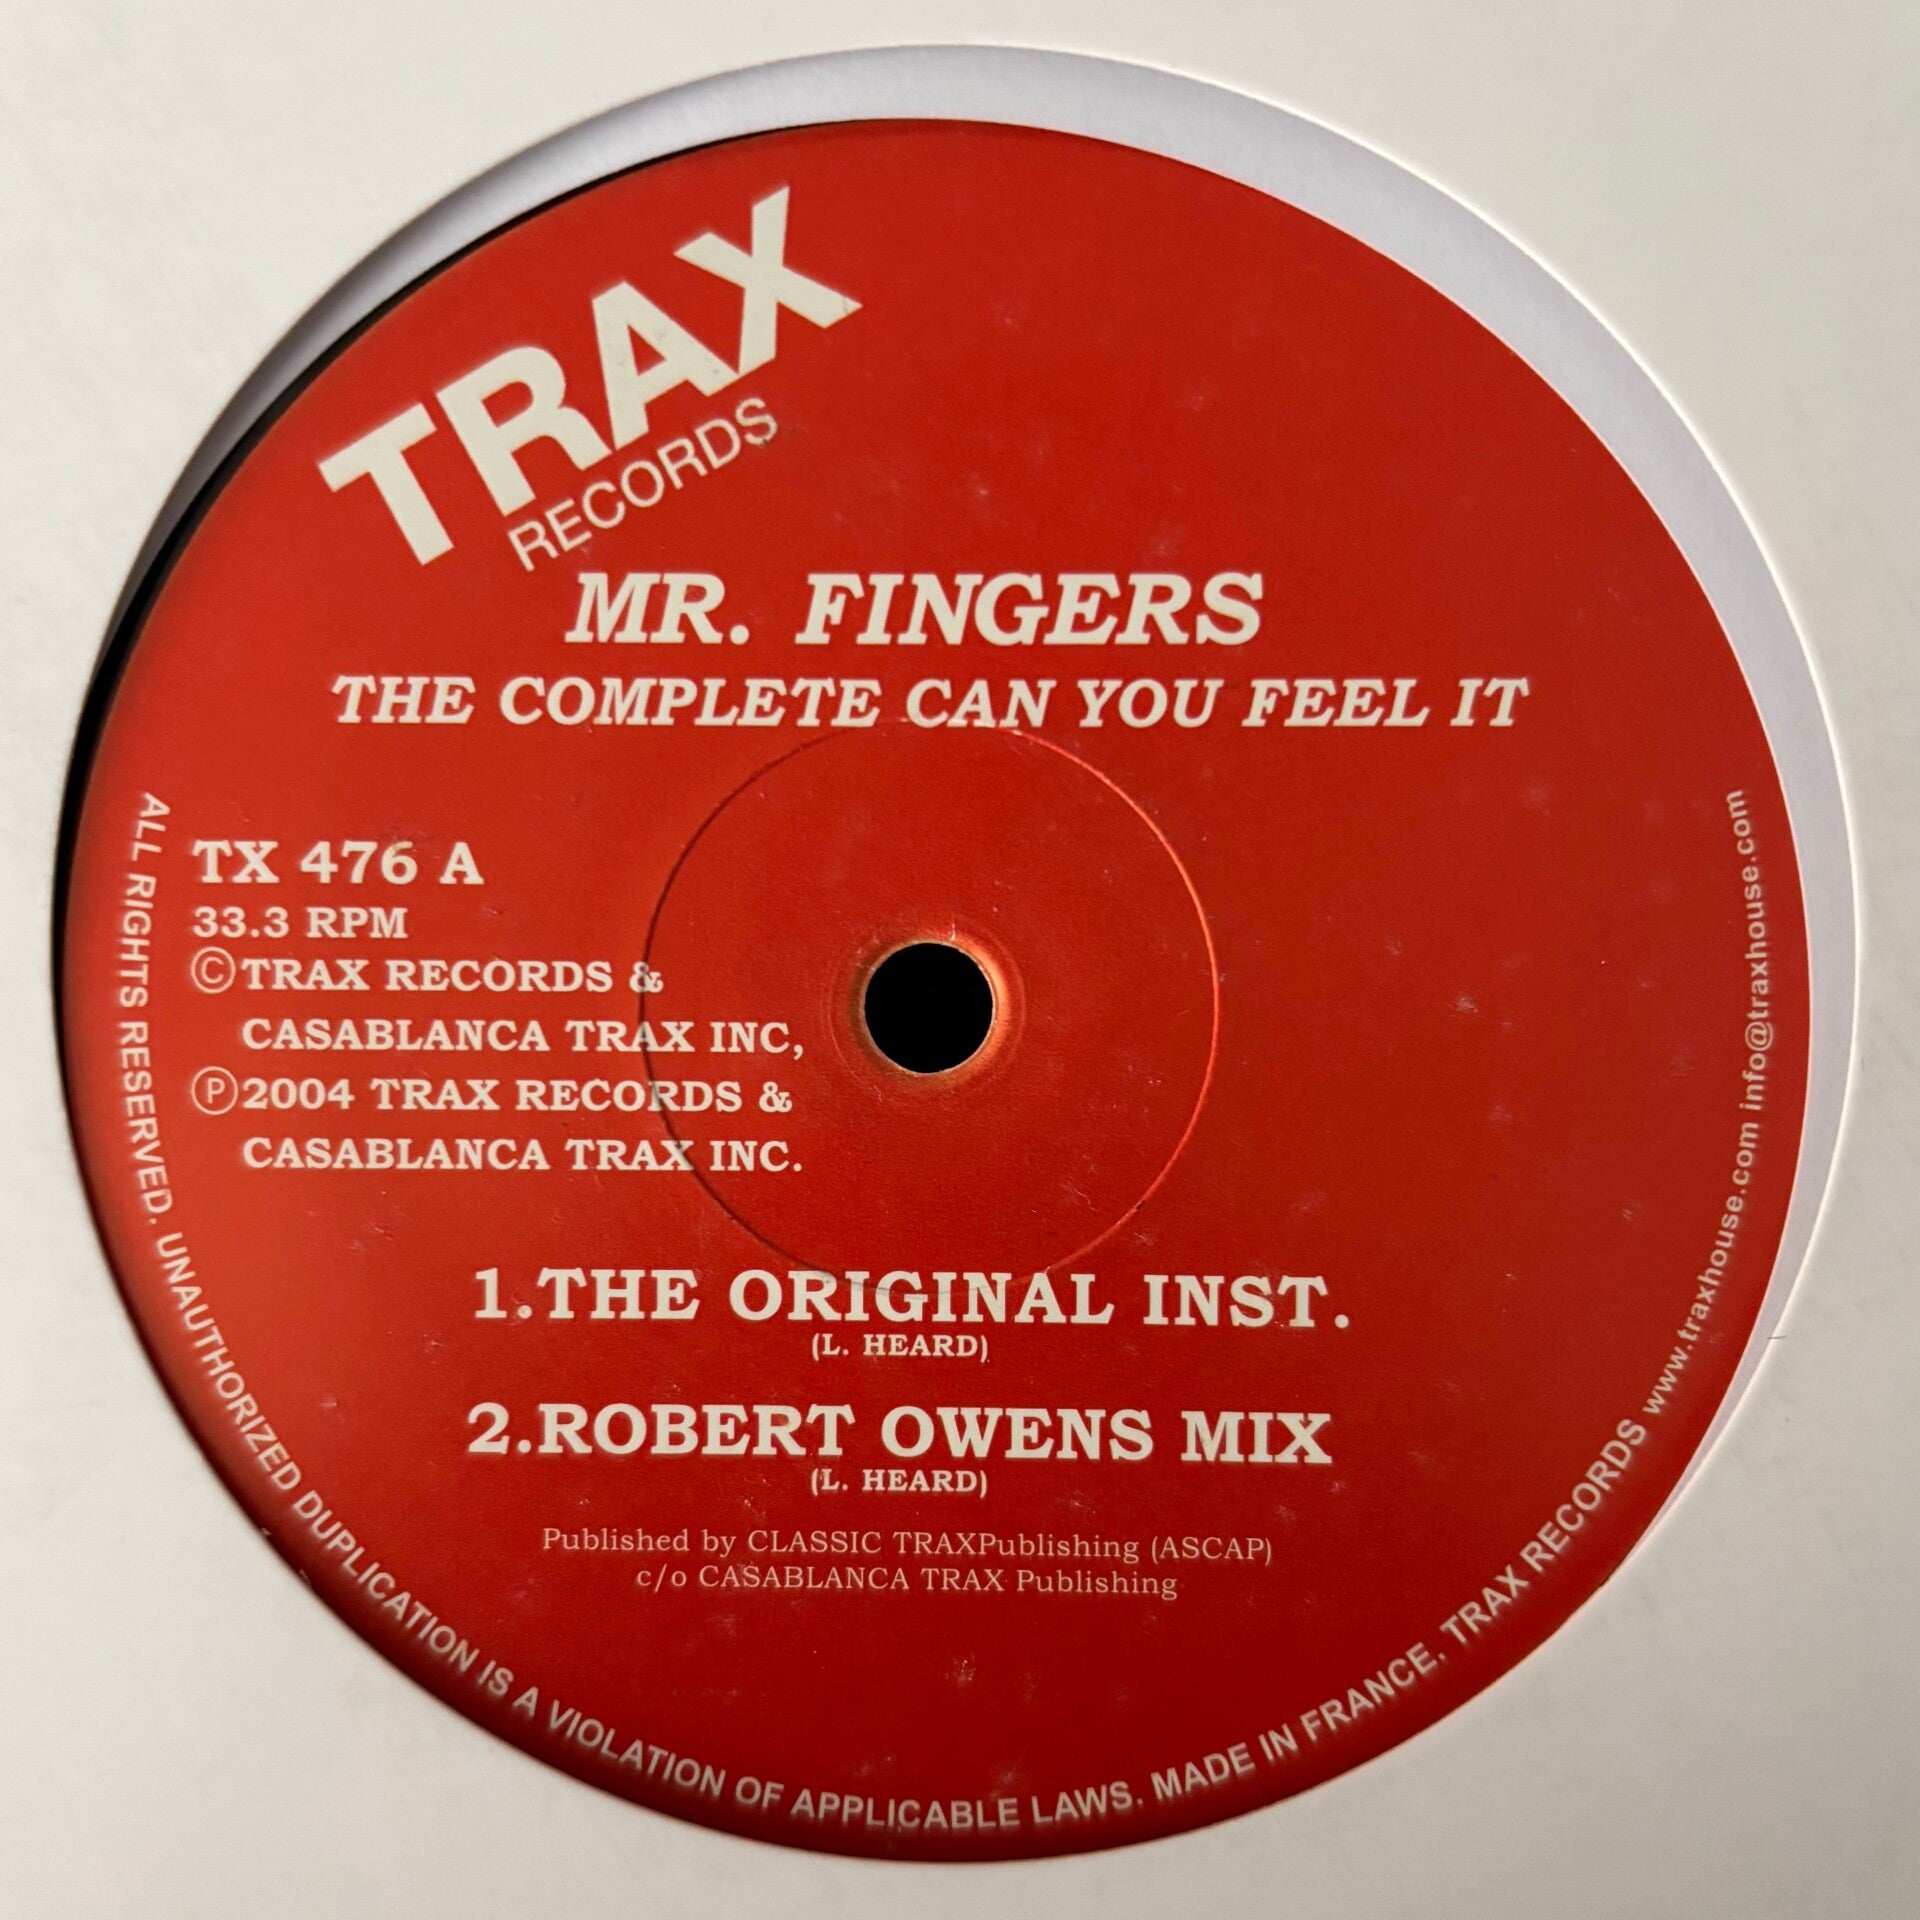 TRAX
RECORDS
MR. FINGERS
THE COMPLETE CAN YOU FEEL IT
TX 476 A
33.3 RPM
©TRAX RECORDS &
CASABLANCA TRAX INC,
℗2004 TRAX RECORDS &
CASABLANCA TRAX INC.
1.THE ORIGINAL INST.
(L. HEARD)
2.ROBERT OWENS MIX
(L. HEARD)
Published by CLASSIC TRAXPublishing (ASCAP)
c/o CASABLANCA TRAX Publishing
ALL RIGHTS RESERVED. UNAUTHORIZED DUPLICATION IS A VIOLATION OF APPLICABLE LAWS. MADE IN FRANCE. TRAX RECORDS www.traxhouse.com info@traxhouse.com